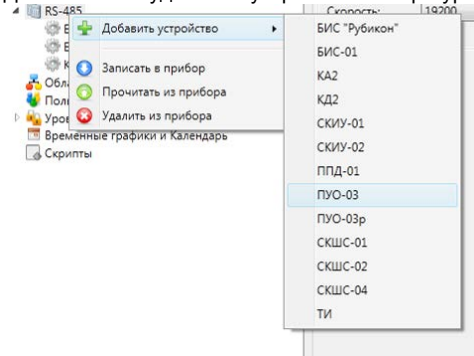 RS-485
Скорость: 19200
Добавить устройство
Записать в прибор
Прочитать из прибора
Удалить из прибора
Временные графики и Календарь
Скрипты
БИС "Рубикон"
БИС-01
КА2
КД2
СКИУ-01
СКИУ-02
ППД-01
ПУО-03
ПУО-03р
СКШС-01
СКШС-02
СКШС-04
ТИ